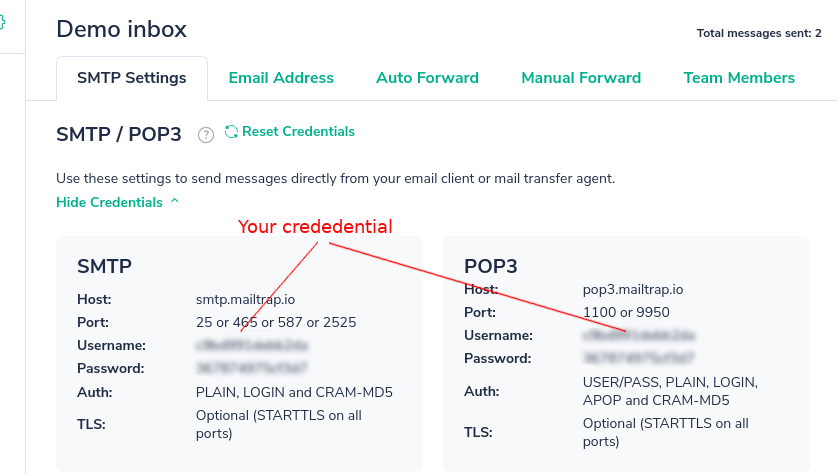 Demo inbox
Total messages sent: 2
SMTP Settings
Email Address
Auto Forward
Manual Forward
Team Members
SMTP / POP3
?
Reset Credentials
Use these settings to send messages directly from your email client or mail transfer agent.
Hide Credentials
Your crededential
SMTP
Host: smtp.mailtrap.io
Port: 25 or 465 or 587 or 2525
Username:
Password:
Auth: PLAIN, LOGIN and CRAM-MD5
TLS: Optional (STARTTLS on all
ports)
POP3
Host: pop3.mailtrap.io
Port: 1100 or 9950
Username:
Password:
Auth: USER/PASS, PLAIN, LOGIN,
APOP and CRAM-MD5
TLS: Optional (STARTTLS on all
ports)